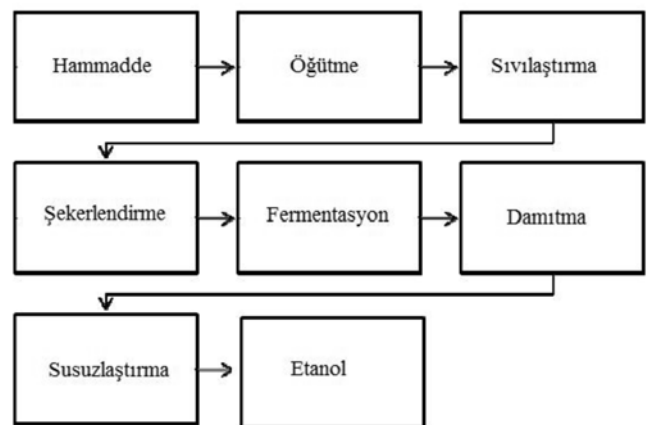 Hammadde
Öğütme
Sıvılaştırma
Şekerlendirme
Fermentasyon
Damıtma
Susuzlaştırma
Etanol